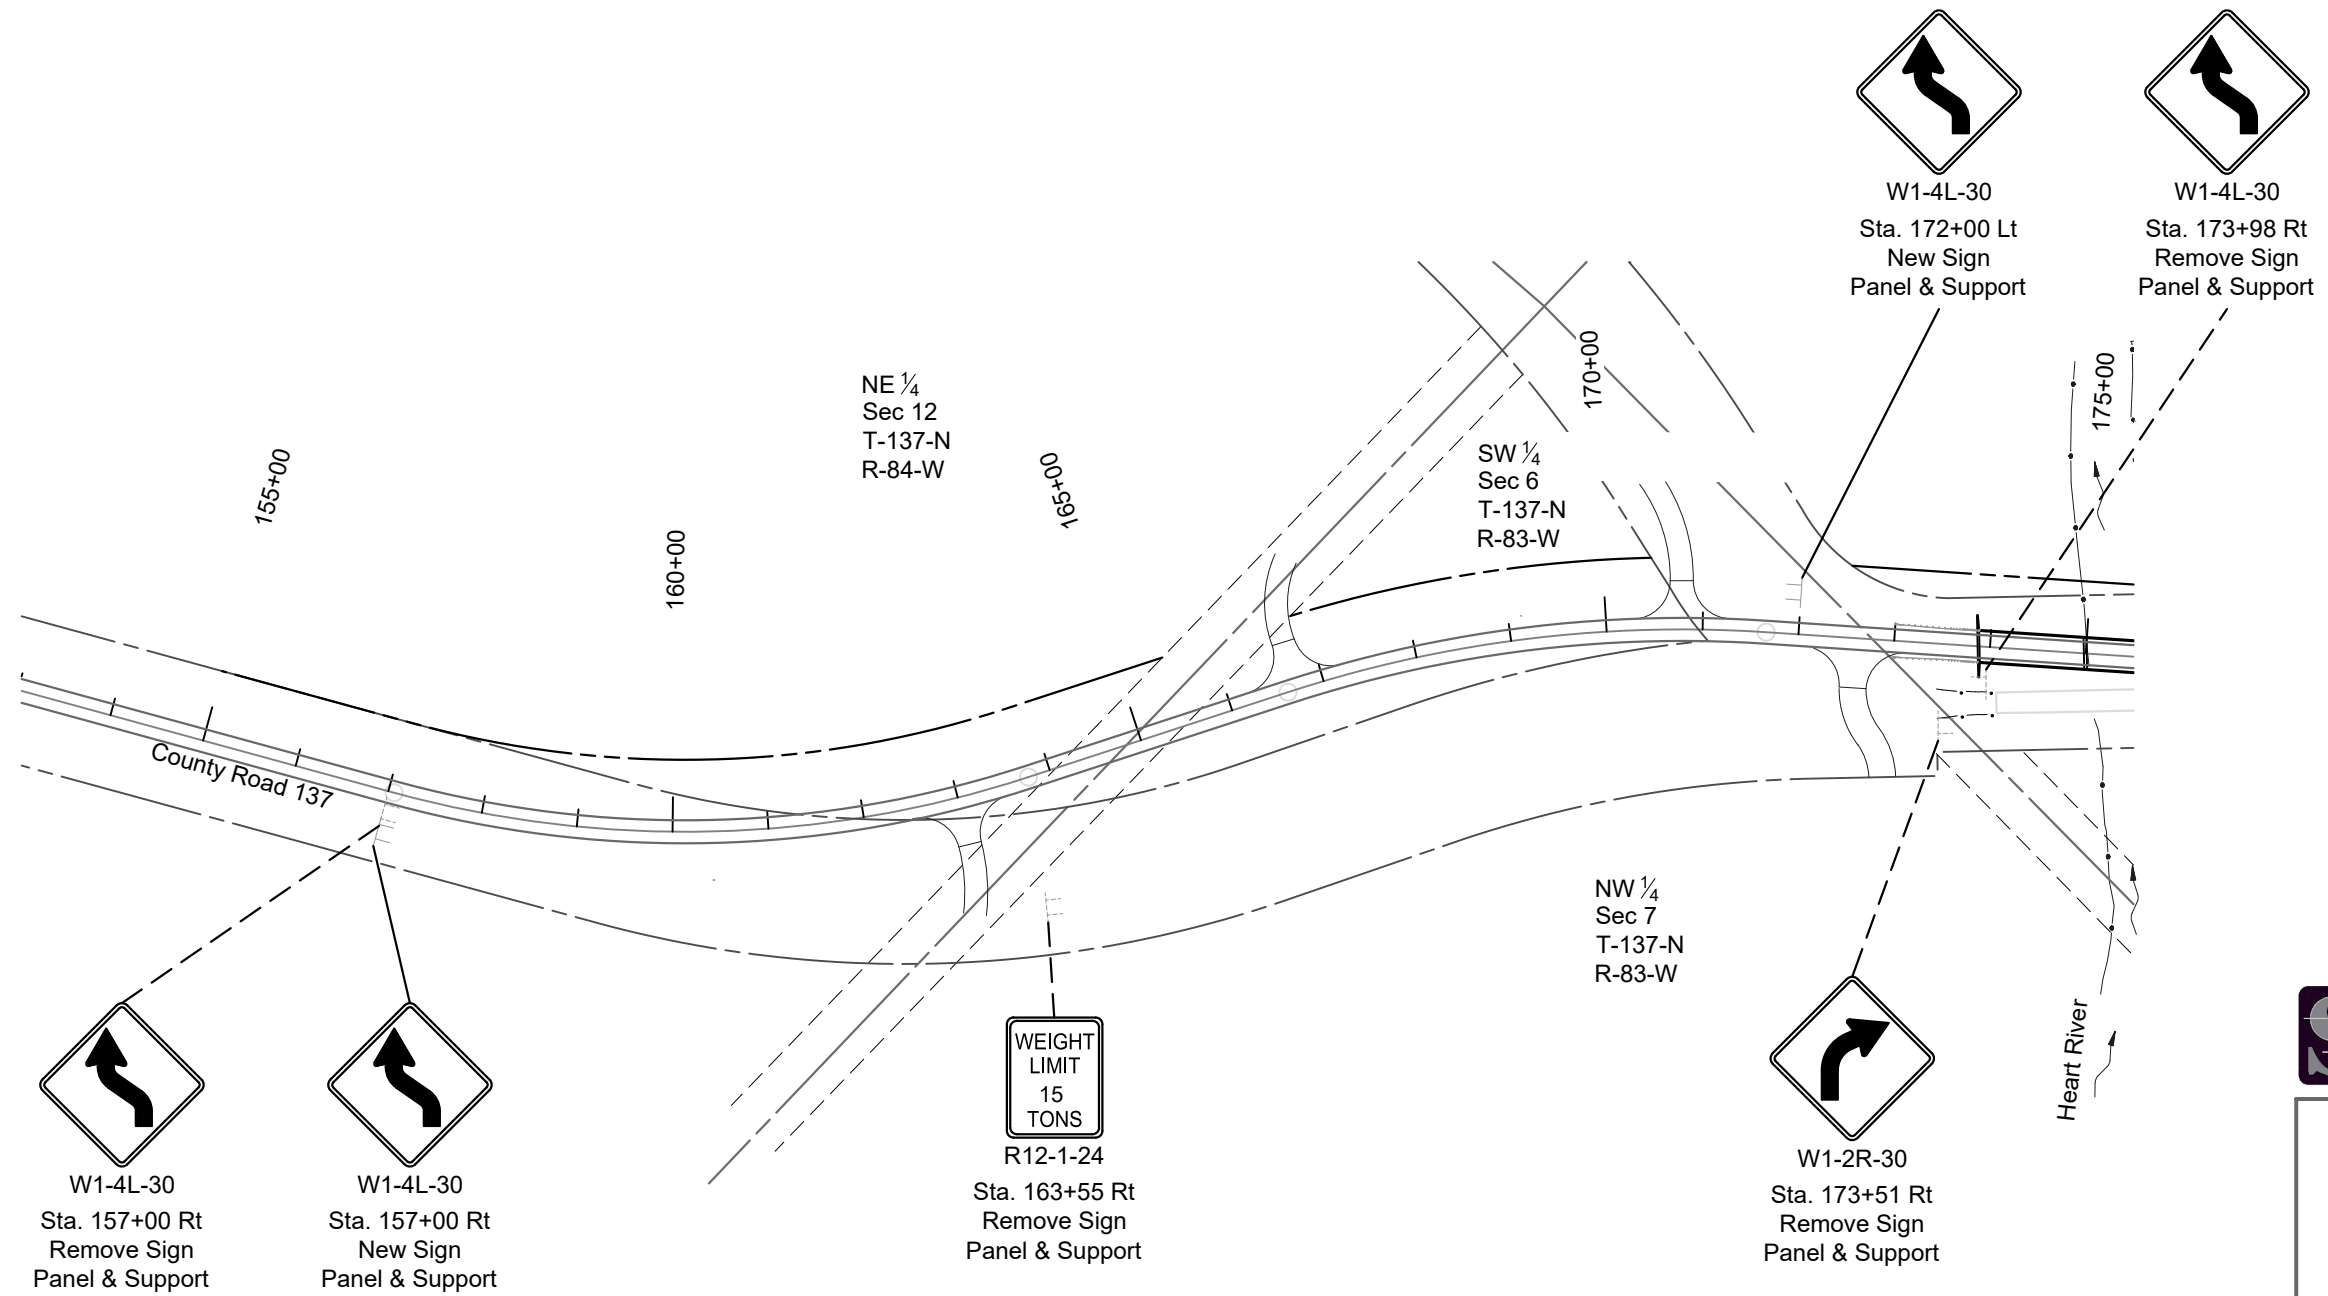 W1-4L-30
Sta. 172+00 Lt
New Sign
Panel & Support
W1-4L-30
Sta. 173+98 Rt
Remove Sign
Panel & Support
155+00
160+00
165+00
170+00
175+00
NE ¼
Sec 12
T-137-N
R-84-W
SW ¼
Sec 6
T-137-N
R-83-W
County Road 137
NW ¼
Sec 7
T-137-N
R-83-W
Heart River
W1-4L-30
Sta. 157+00 Rt
Remove Sign
Panel & Support
W1-4L-30
Sta. 157+00 Rt
New Sign
Panel & Support
WEIGHT
LIMIT
15
TONS
R12-1-24
Sta. 163+55 Rt
Remove Sign
Panel & Support
W1-2R-30
Sta. 173+51 Rt
Remove Sign
Panel & Support